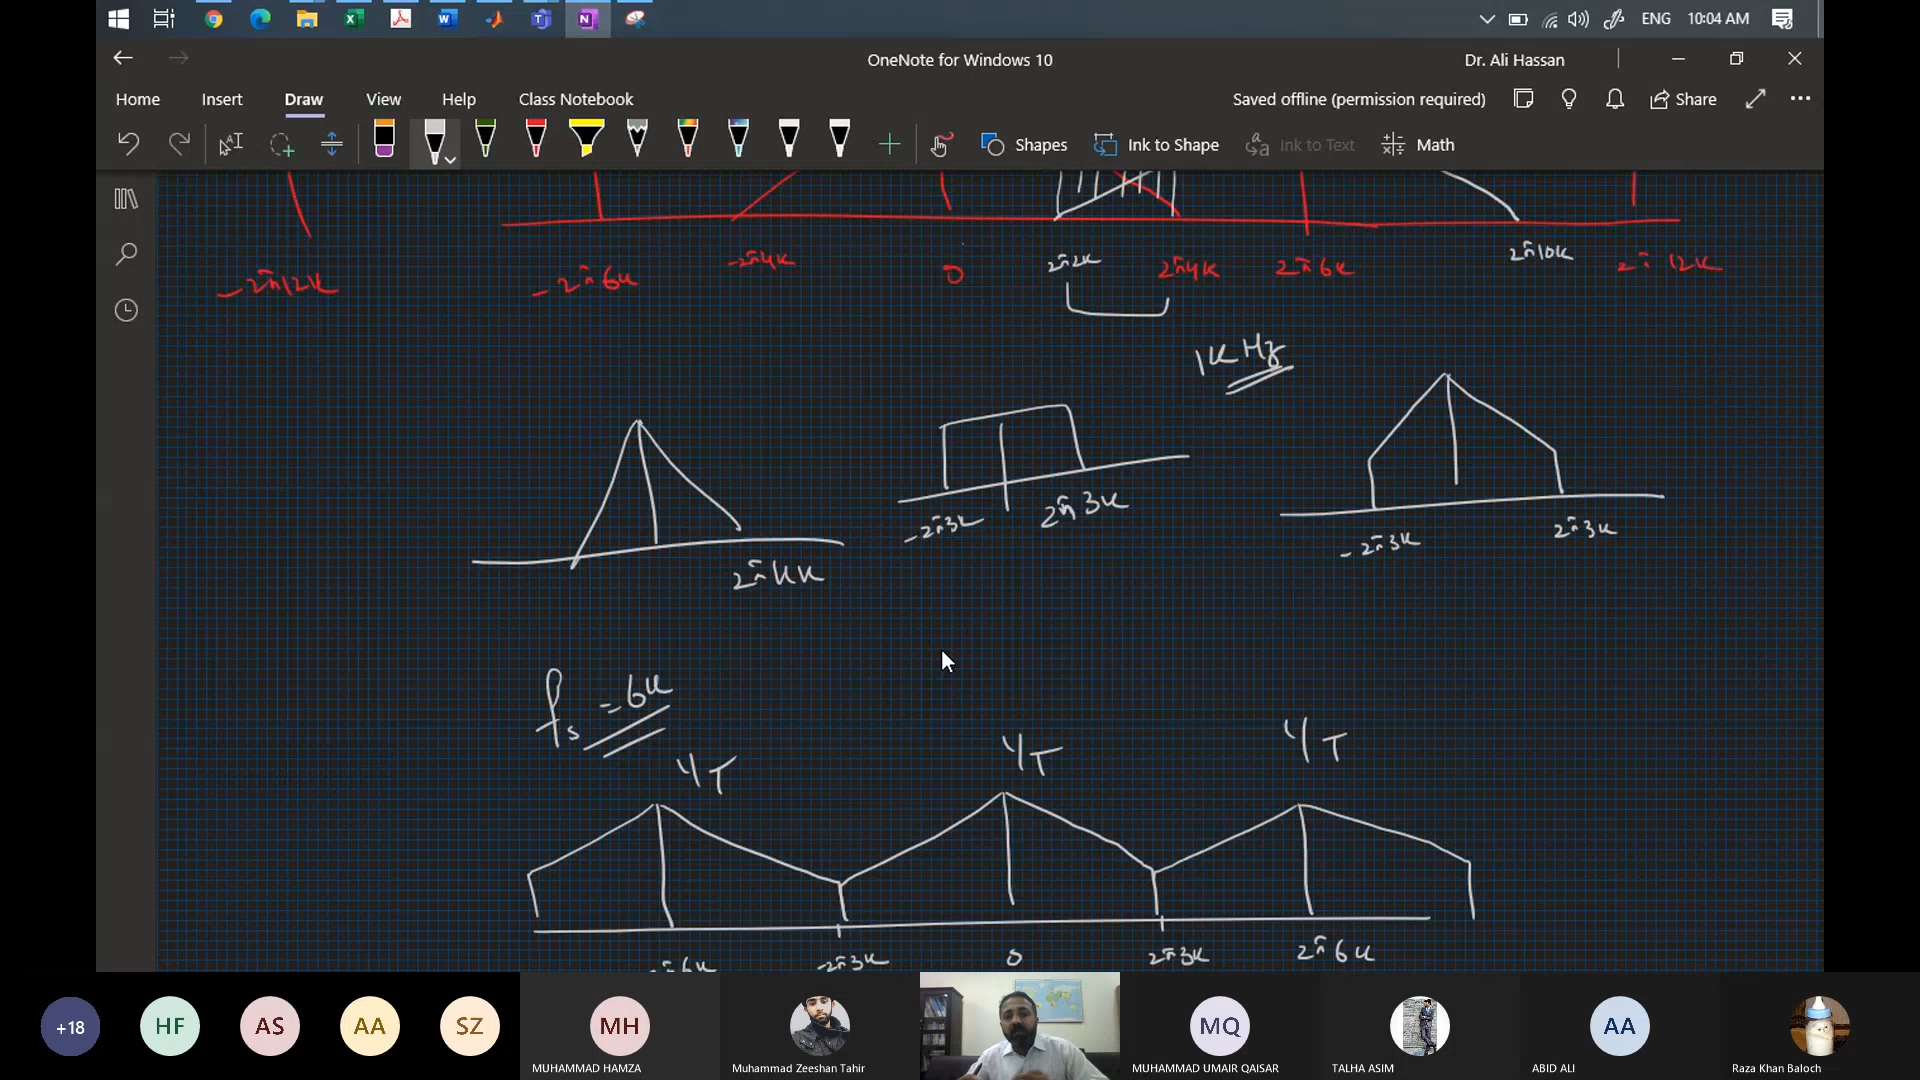 ENG 10:04 AM
OneNote for Windows 10
Dr. Ali Hassan
Home Insert Draw View Help Class Notebook
Saved offline (permission required)
Share
Shapes
Ink to Shape
Ink to Text
Math
-2π12K
-2π6K
-2π4K
0
2π2K
2π4K
2π6K
2π10K
2π12K
1KHz
-2π3K
2π3K
-2π3K
2π3K
fs = 6K
1/T
1/T
1/T
-2π3K
0
2π3K
2π6K
+18
HF
AS
AA
SZ
MH
MUHAMMAD HAMZA
Muhammad Zeeshan Tahir
MQ
MUHAMMAD UMAIR QAISAR
TALHA ASIM
AA
ABID ALI
Raza Khan Baloch